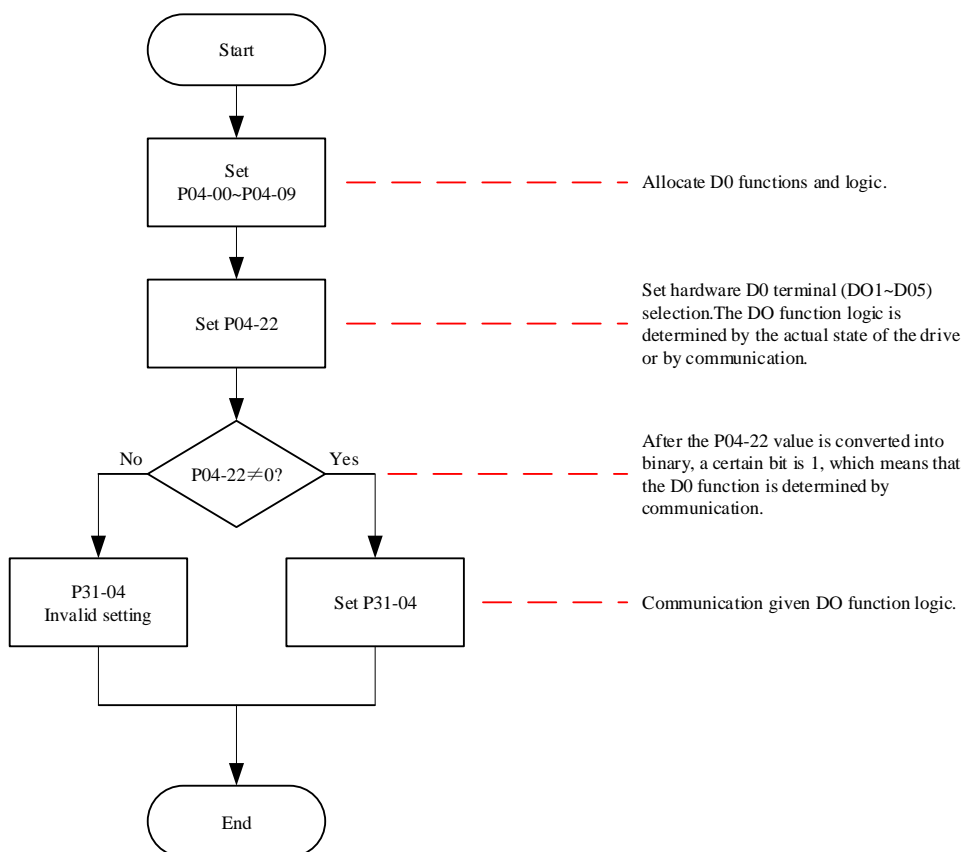 Start
Set
P04-00~P04-09
Allocate D0 functions and logic.
Set P04-22
Set hardware D0 terminal (DO1~D05)
selection.The DO function logic is
determined by the actual state of the drive
or by communication.
No
P04-22≠0?
Yes
After the P04-22 value is converted into
binary, a certain bit is 1, which means that
the D0 function is determined by
communication.
P31-04
Invalid setting
Set P31-04
Communication given DO function logic.
End